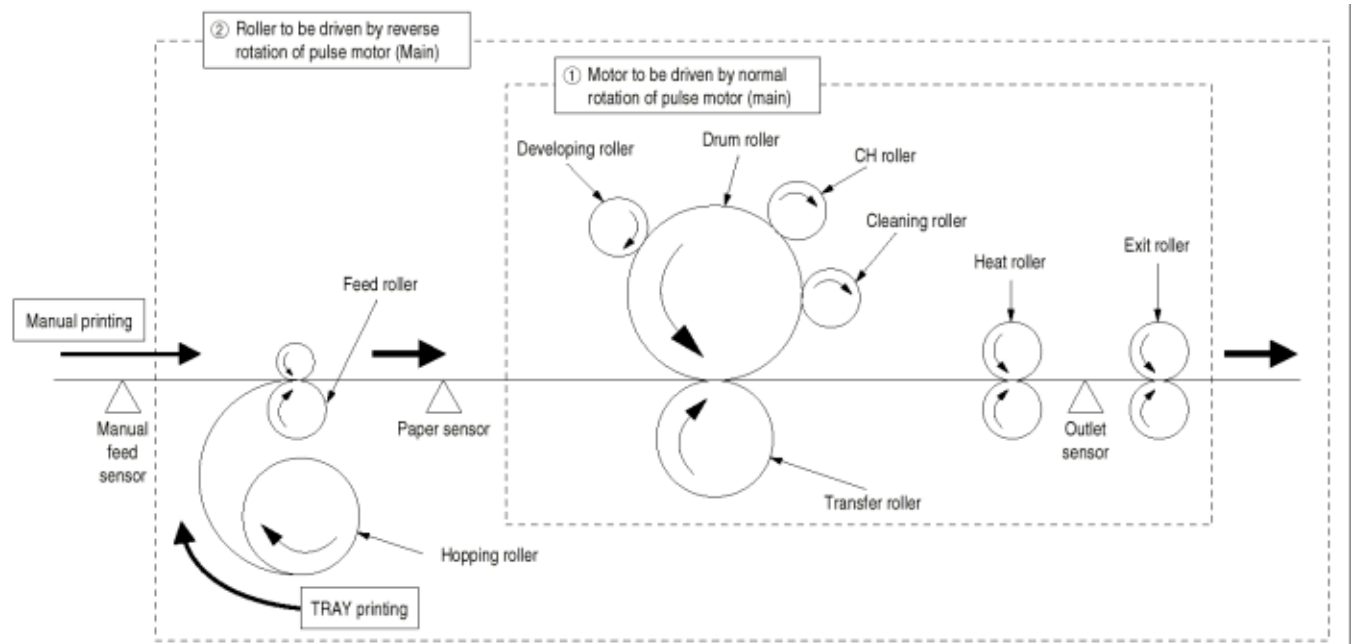 ② Roller to be driven by reverse
rotation of pulse motor (Main)
① Motor to be driven by normal
rotation of pulse motor (main)
Developing roller
Drum roller
CH roller
Cleaning roller
Heat roller
Exit roller
Feed roller
Manual printing
Manual
feed
sensor
Paper sensor
Outlet
sensor
Transfer roller
Hopping roller
TRAY printing